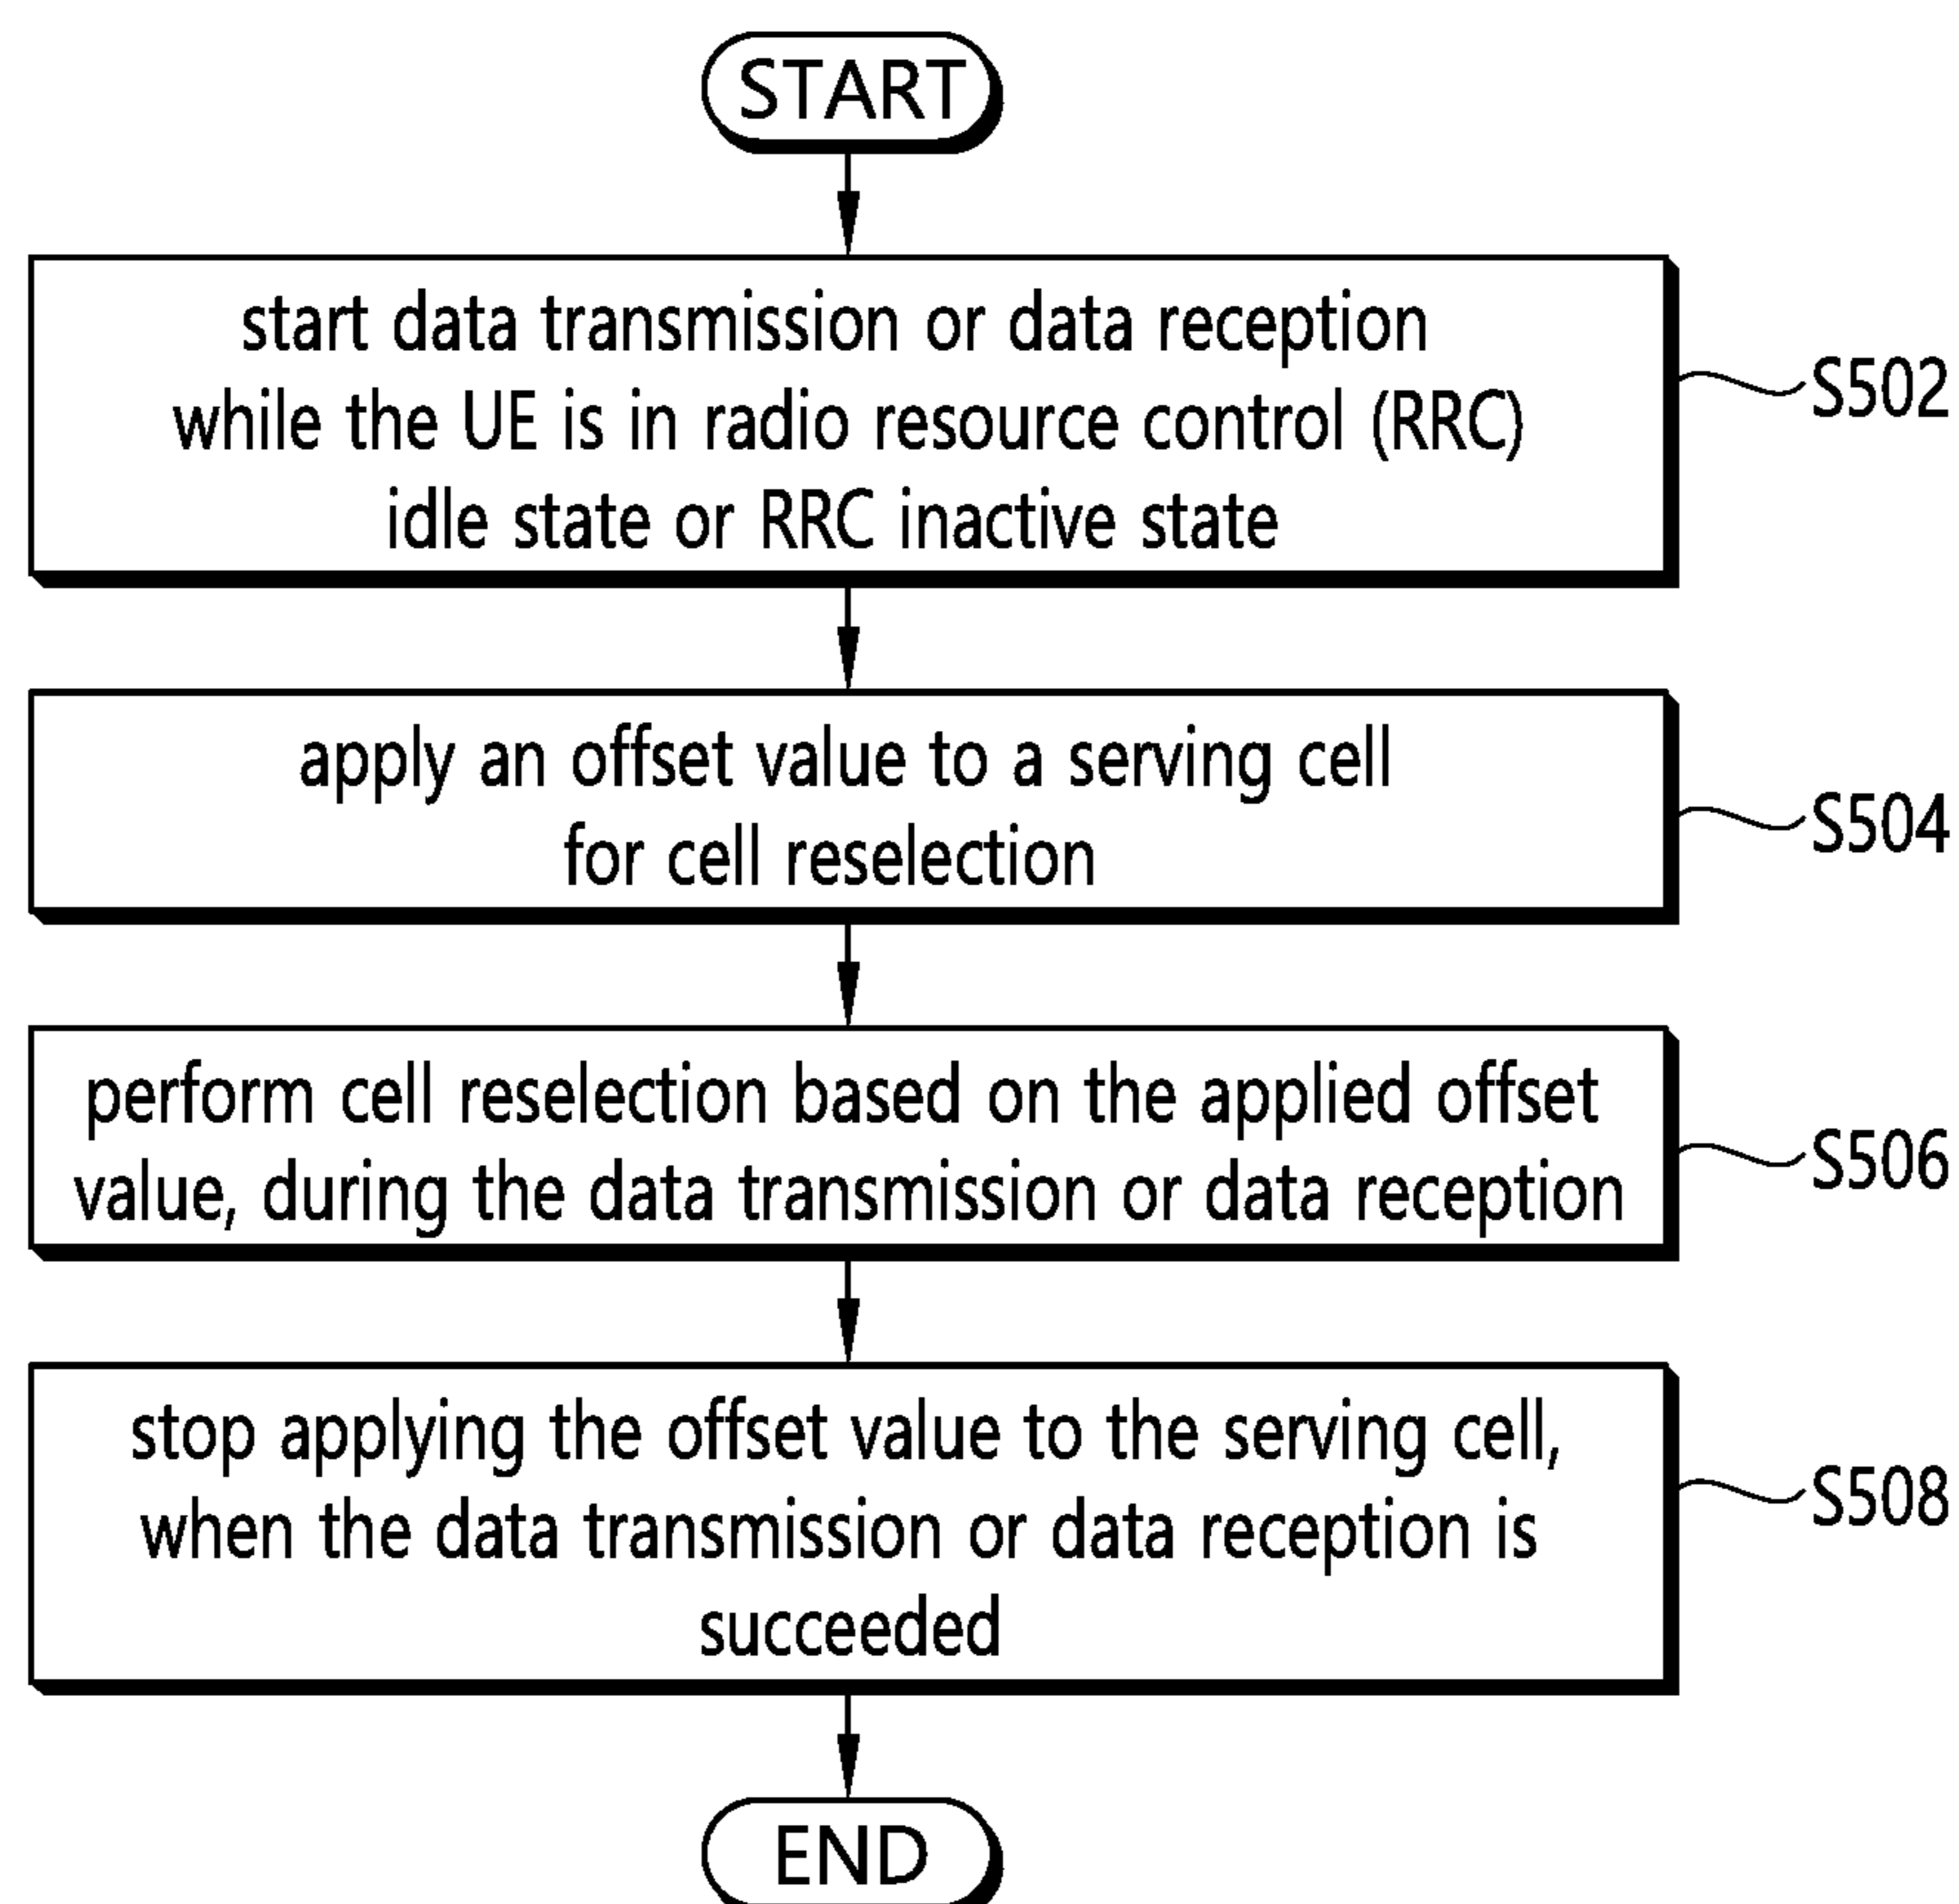 START
start data transmission or data reception
while the UE is in radio resource control (RRC)
idle state or RRC inactive state
S502
apply an offset value to a serving cell
for cell reselection
S504
perform cell reselection based on the applied offset
value, during the data transmission or data reception
S506
stop applying the offset value to the serving cell,
when the data transmission or data reception is
succeeded
S508
END